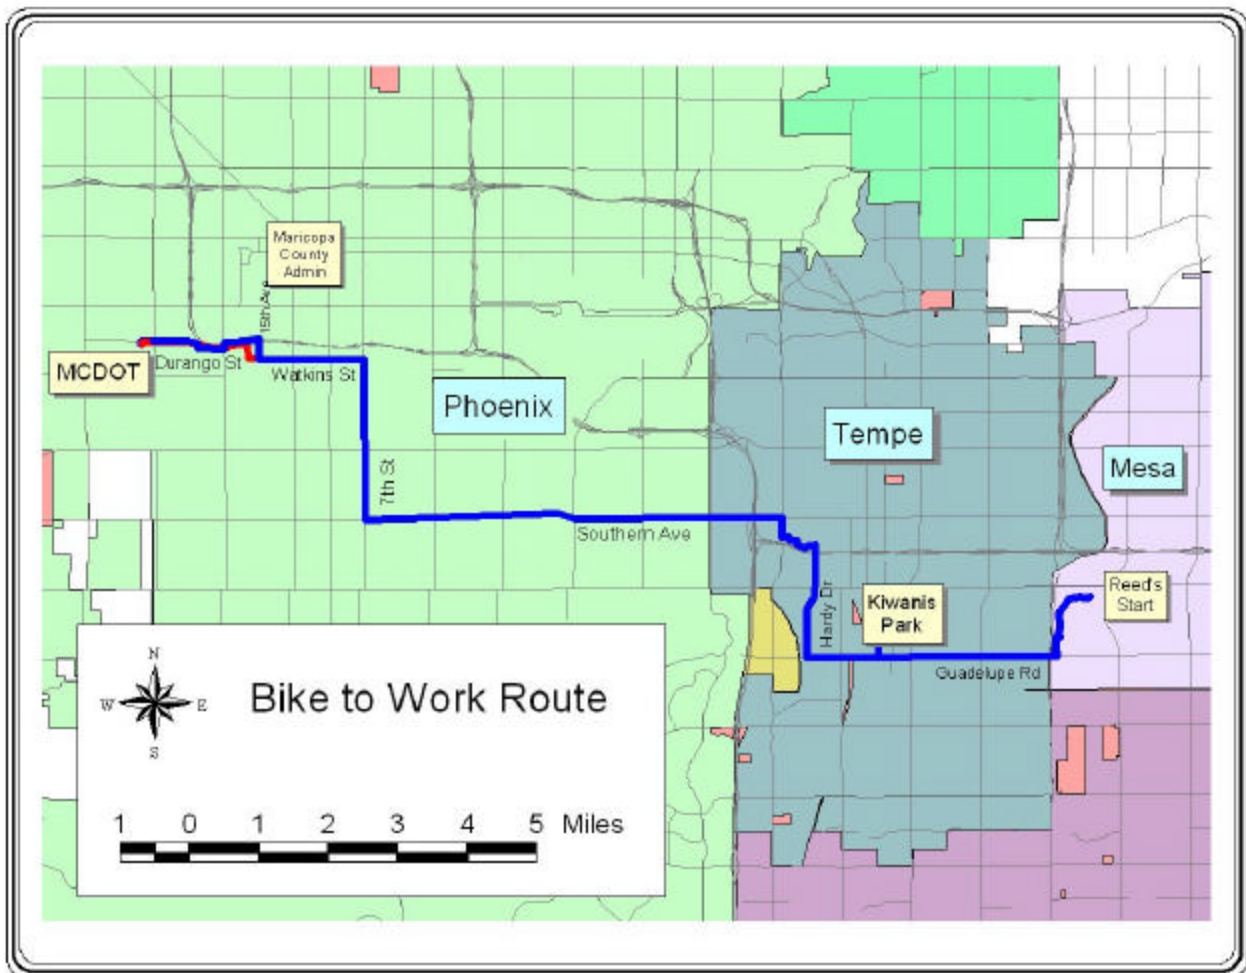 Maricopa
County
Admin
15th Ave
MCDOT
Durango St
Watkins St
Phoenix
Tempe
Mesa
7th St
Southern Ave
Hardy Dr
Kiwanis
Park
Reed's
Start
Guadelupe Rd
N
W
E
S
Bike to Work Route
1 0 1 2 3 4 5 Miles